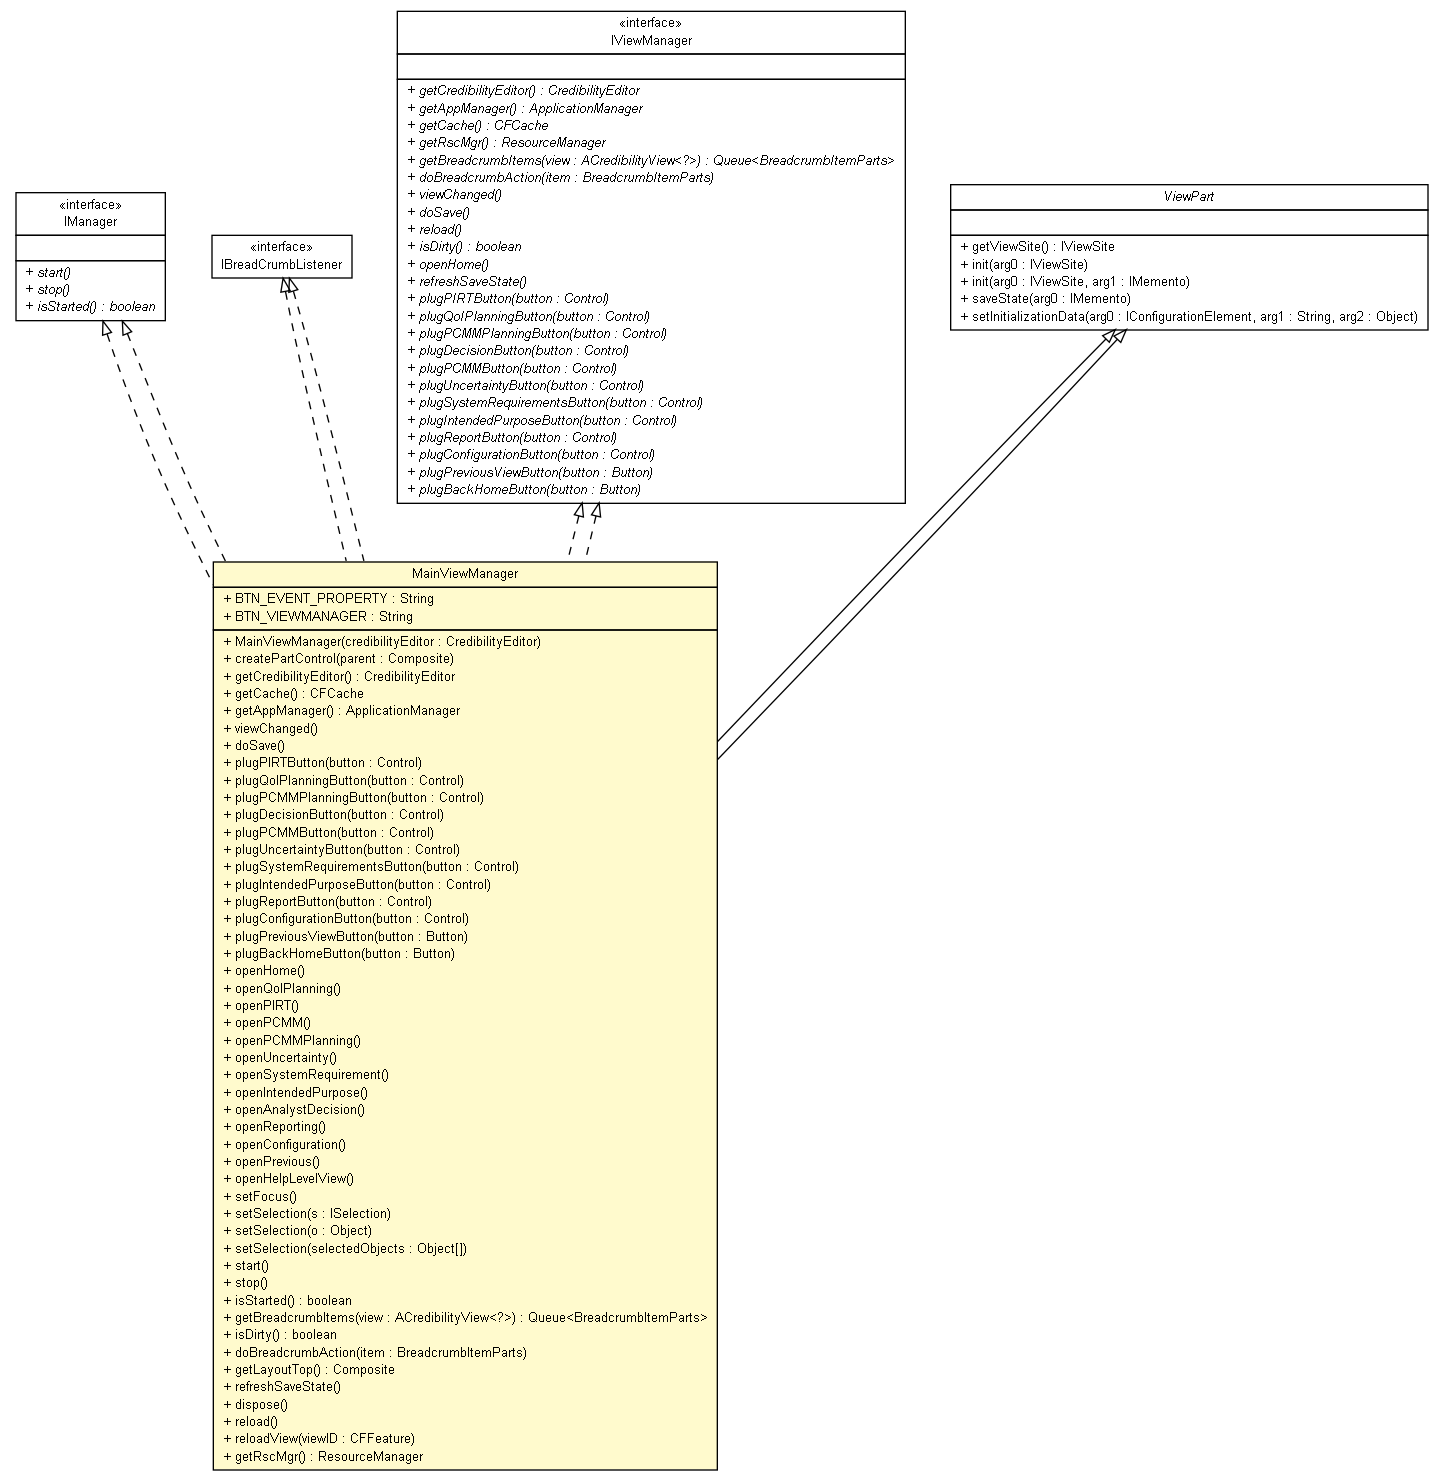 «interface»
IViewManager
+ getCredibilityEditor() : CredibilityEditor
+ getAppManager() : ApplicationManager
+ getCache() : CFCache
+ getRscMgr() : ResourceManager
+ getBreadcrumbItems(view : ACredibilityView<?>) : Queue<BreadcrumbItemParts>
+ doBreadcrumbAction(item : BreadcrumbItemParts)
+ viewChanged()
+ doSave()
+ reload()
+ isDirty() : boolean
+ openHome()
+ refreshSaveState()
+ plugPIRTButton(button : Control)
+ plugQoIPlanningButton(button : Control)
+ plugPCMMPlanningButton(button : Control)
+ plugDecisionButton(button : Control)
+ plugPCMMButton(button : Control)
+ plugUncertaintyButton(button : Control)
+ plugSystemRequirementsButton(button : Control)
+ plugIntendedPurposeButton(button : Control)
+ plugReportButton(button : Control)
+ plugConfigurationButton(button : Control)
+ plugPreviousViewButton(button : Button)
+ plugBackHomeButton(button : Button)
«interface»
IManager
+ start()
+ stop()
+ isStarted() : boolean
«interface»
IBreadCrumbListener
ViewPart
+ getViewSite() : IViewSite
+ init(arg0 : IViewSite)
+ init(arg0 : IViewSite, arg1 : IMemento)
+ saveState(arg0 : IMemento)
+ setInitializationData(arg0 : IConfigurationElement, arg1 : String, arg2 : Object)
MainViewManager
+ BTN_EVENT_PROPERTY : String
+ BTN_VIEWMANAGER : String
+ MainViewManager(credibilityEditor : CredibilityEditor)
+ createPartControl(parent : Composite)
+ getCredibilityEditor() : CredibilityEditor
+ getCache() : CFCache
+ getAppManager() : ApplicationManager
+ viewChanged()
+ doSave()
+ plugPIRTButton(button : Control)
+ plugQoIPlanningButton(button : Control)
+ plugPCMMPlanningButton(button : Control)
+ plugDecisionButton(button : Control)
+ plugPCMMButton(button : Control)
+ plugUncertaintyButton(button : Control)
+ plugSystemRequirementsButton(button : Control)
+ plugIntendedPurposeButton(button : Control)
+ plugReportButton(button : Control)
+ plugConfigurationButton(button : Control)
+ plugPreviousViewButton(button : Button)
+ plugBackHomeButton(button : Button)
+ openHome()
+ openQoIPlanning()
+ openPIRT()
+ openPCMM()
+ openPCMMPlanning()
+ openUncertainty()
+ openSystemRequirement()
+ openIntendedPurpose()
+ openAnalystDecision()
+ openReporting()
+ openConfiguration()
+ openPrevious()
+ openHelpLevelView()
+ setFocus()
+ setSelection(s : ISelection)
+ setSelection(o : Object)
+ setSelection(selectedObjects : Object[])
+ start()
+ stop()
+ isStarted() : boolean
+ getBreadcrumbItems(view : ACredibilityView<?>) : Queue<BreadcrumbItemParts>
+ isDirty() : boolean
+ doBreadcrumbAction(item : BreadcrumbItemParts)
+ getLayoutTop() : Composite
+ refreshSaveState()
+ dispose()
+ reload()
+ reloadView(viewID : CFFeature)
+ getRscMgr() : ResourceManager